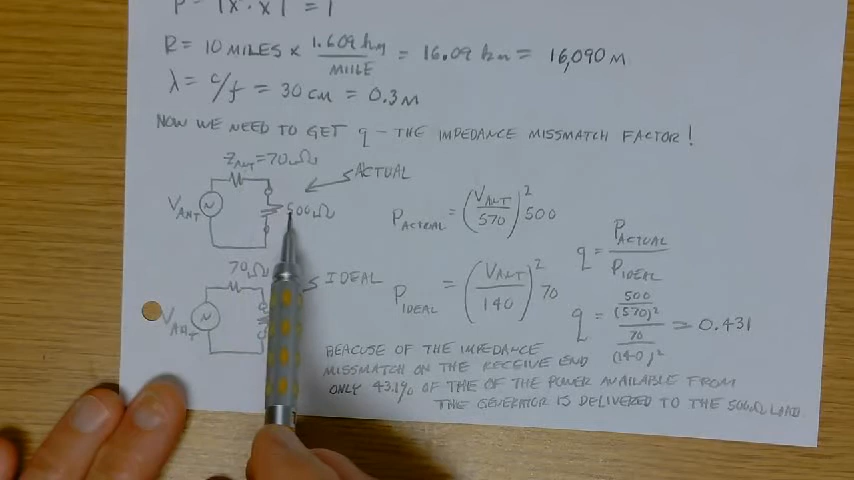 P = |x̂ · x̂| = 1
R = 10 MILES × 1.609 km / MILE = 16.09 km = 16,090 M
λ = c/f = 30 cm = 0.3 M
NOW WE NEED TO GET q - THE IMPEDANCE MISSMATCH FACTOR!
Z_ANT = 70Ω
ACTUAL
V_ANT
N
500Ω
P_ACTUAL = (V_ANT / 570)² 500
70Ω
IDEAL
V_ANT
N
P_IDEAL = (V_ANT / 140)² 70
q = P_ACTUAL / P_IDEAL
q = (500 / (570)²) / (70 / (140)²) = 0.431
BEACUSE OF THE IMPEDANCE
MISSMATCH ON THE RECEIVE END
ONLY 43.1% OF THE OF THE POWER AVAILABLE FROM
THE GENERATOR IS DELIVERED TO THE 500Ω LOAD